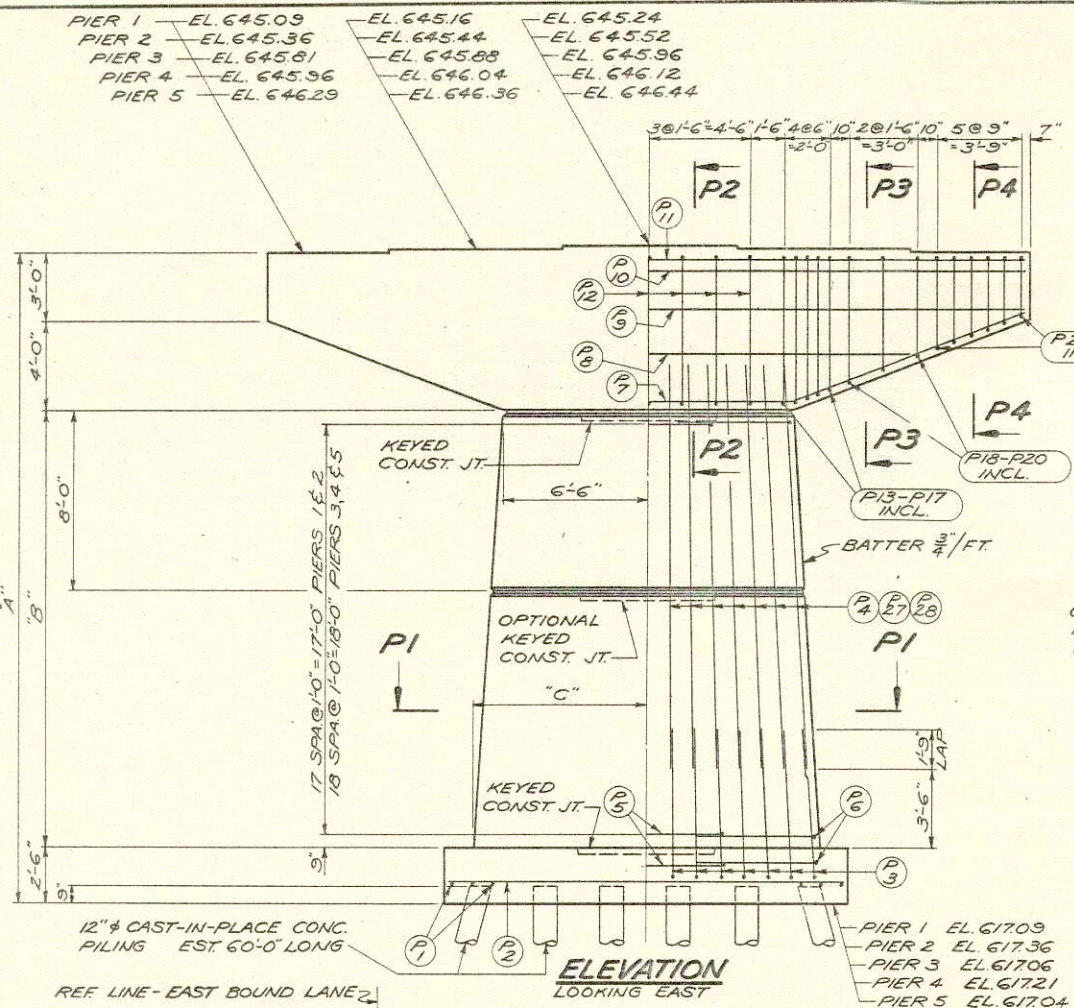 PIER 1 EL. 645.09 EL. 645.16 EL. 645.24
PIER 2 EL. 645.36 EL. 645.44 EL. 645.52
PIER 3 EL. 645.81 EL. 645.88 EL. 645.96
PIER 4 EL. 645.96 EL. 646.04 EL. 646.12
PIER 5 EL. 646.29 EL. 646.36 EL. 646.44
3@1'-6"=4'-6" 1'-6" 4@6" =2'-0" 10" 2@1'-6" =3'-0" 10" 5@9" =3'-9" 7"
P2 P3 P4
P11
P10
P12
P9
P8
P7
3'-0"
4'-0"
P4
P3
P2
P18-P20
INCL.
P13-P17
INCL.
KEYED
CONST. JT.
6'-6"
8'-0"
BATTER 3/4"/FT.
"A"
"B"
17 SPA@1'-0"=17'-0" PIERS 1 & 2
18 SPA@1'-0"=18'-0" PIERS 3, 4 & 5
P4 P27 P28
OPTIONAL
KEYED
CONST. JT.
P1 P1
"C"
1'-9"
LAP
3'-6"
KEYED
CONST. JT.
P5
P6
2'-6"
9"
9"
P3
12"φ CAST-IN-PLACE CONC.
PILING EST. 60'-0" LONG
P1
P2
PIER 1 EL. 617.09
PIER 2 EL. 617.36
PIER 3 EL. 617.06
PIER 4 EL. 617.21
PIER 5 EL. 617.04
ELEVATION
LOOKING EAST
REF. LINE-EAST BOUND LANE